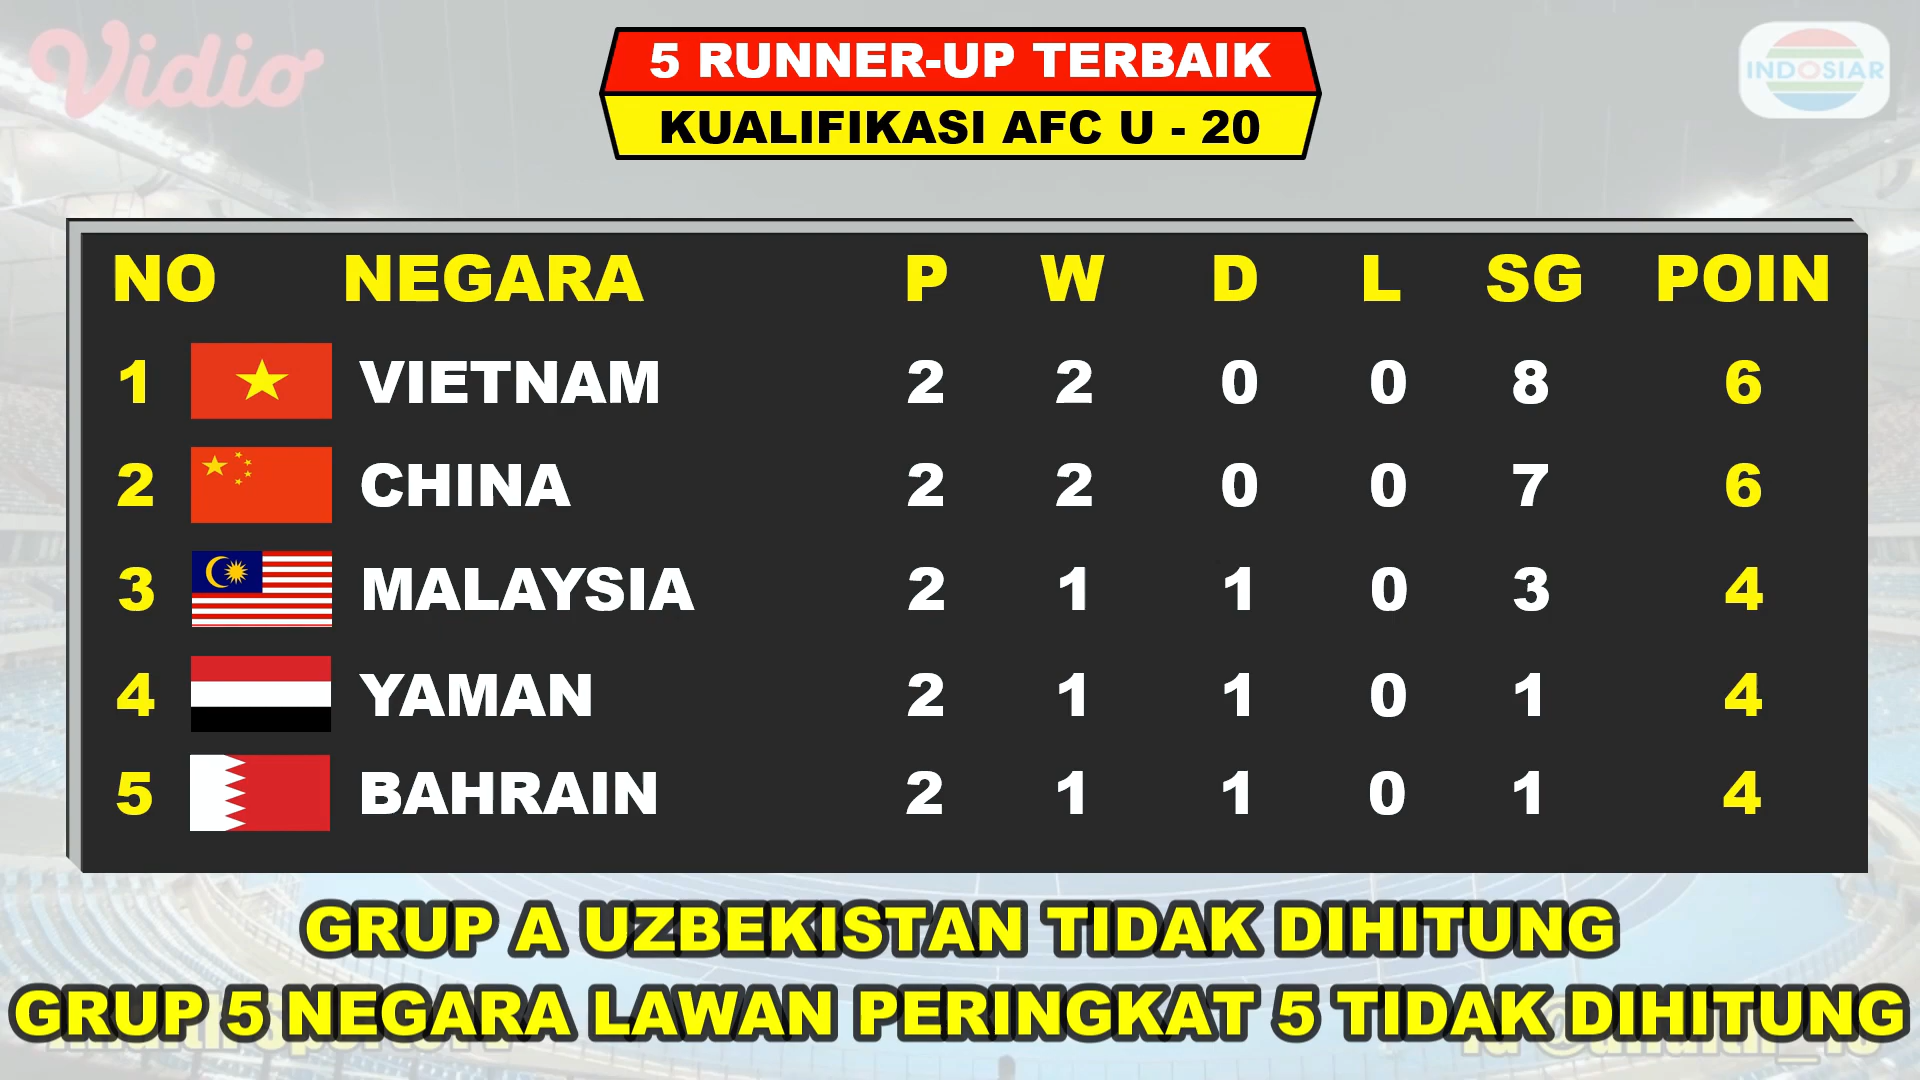 Vidio
5 RUNNER-UP TERBAIK
INDOSIAR
KUALIFIKASI AFC U - 20
NO NEGARA P W D L SG POIN
1 VIETNAM 2 2 0 0 8 6
2 CHINA 2 2 0 0 7 6
3 MALAYSIA 2 1 1 0 3 4
4 YAMAN 2 1 1 0 1 4
5 BAHRAIN 2 1 1 0 1 4
GRUP A UZBEKISTAN TIDAK DIHITUNG
GRUP 5 NEGARA LAWAN PERINGKAT 5 TIDAK DIHITUNG